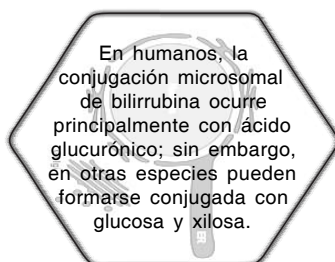 En humanos, la
conjugación microsomal
de bilirrubina ocurre
principalmente con ácido
glucurónico; sin embargo,
en otras especies pueden
formarse conjugada con
glucosa y xilosa.